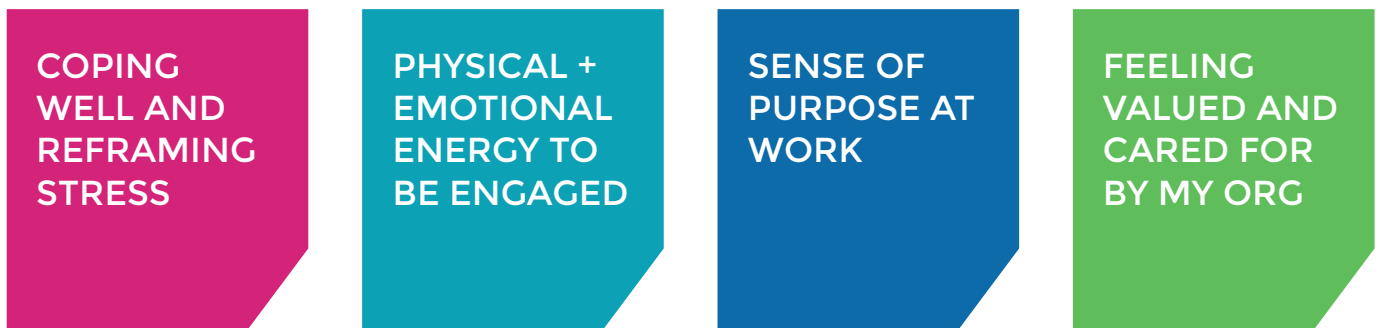 COPING
WELL AND
REFRAMING
STRESS
PHYSICAL +
EMOTIONAL
ENERGY TO
BE ENGAGED
SENSE OF
PURPOSE AT
WORK
FEELING
VALUED AND
CARED FOR
BY MY ORG